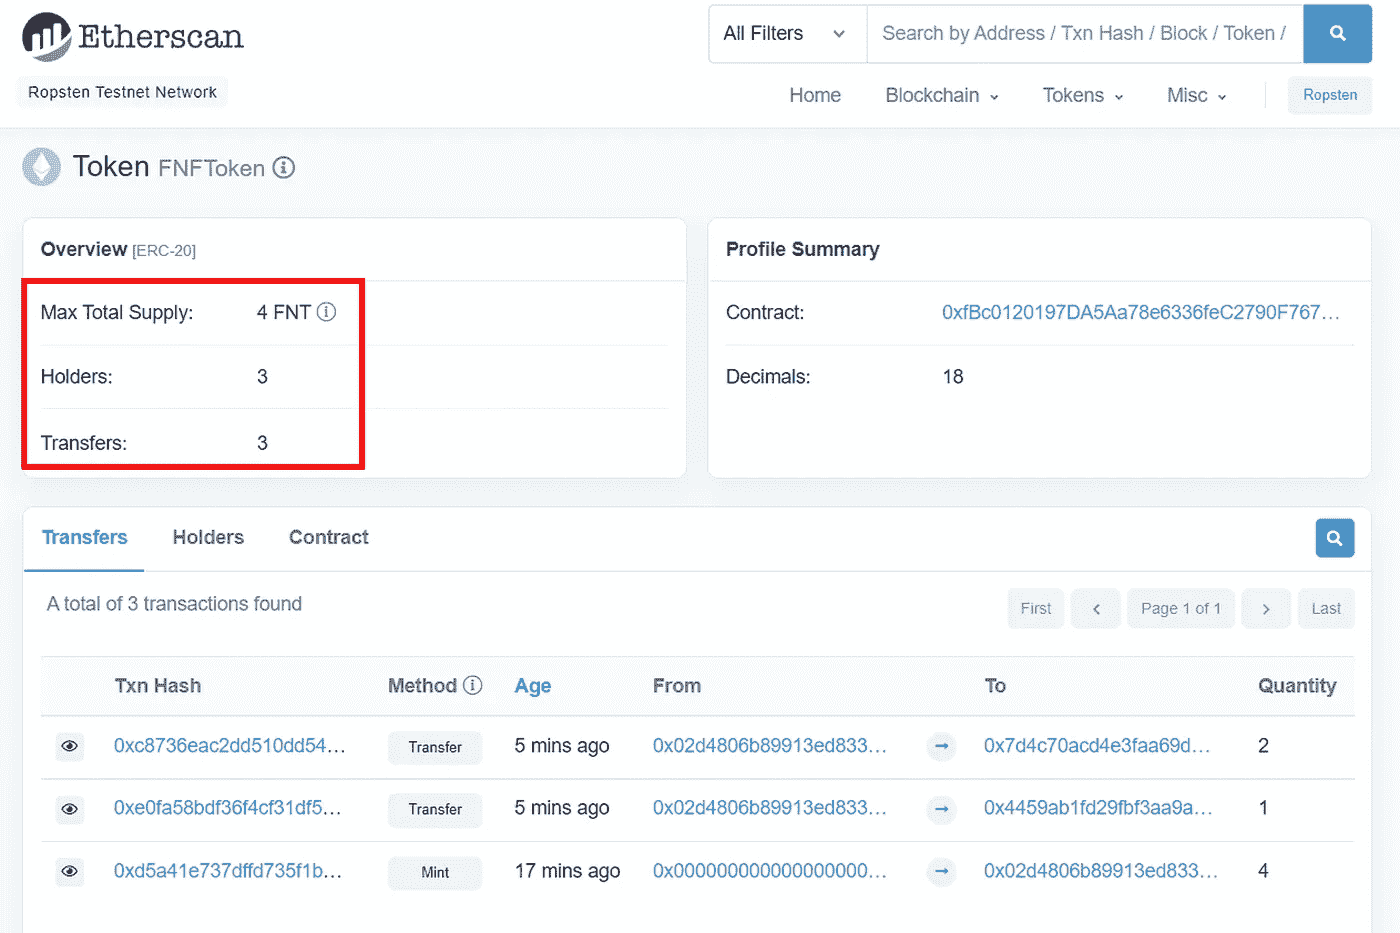 Etherscan
All Filters
Search by Address / Txn Hash / Block / Token /
Ropsten Testnet Network
Home Blockchain Tokens Misc Ropsten
Token FNFToken
Overview [ERC-20]
Max Total Supply: 4 FNT
Holders: 3
Transfers: 3
Profile Summary
Contract: 0xfBc0120197DA5Aa78e6336feC2790F767...
Decimals: 18
Transfers Holders Contract
A total of 3 transactions found
First Page 1 of 1 Last
Txn Hash Method Age From To Quantity
0xc8736eac2dd510dd54... Transfer 5 mins ago 0x02d4806b89913ed833... 0x7d4c70acd4e3faa69d... 2
0xe0fa58bdf36f4cf31df5... Transfer 5 mins ago 0x02d4806b89913ed833... 0x4459ab1fd29fbf3aa9a... 1
0xd5a41e737dffd735f1b... Mint 17 mins ago 0x000000000000000000... 0x02d4806b89913ed833... 4